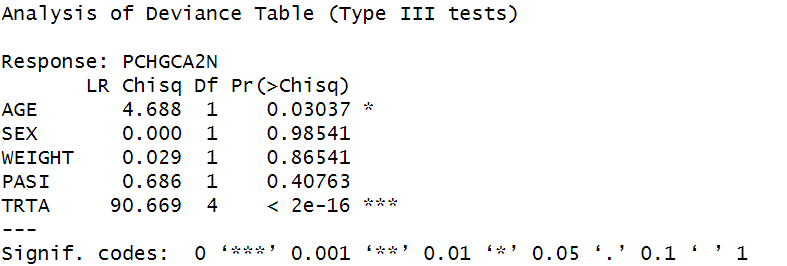 Analysis of Deviance Table (Type III tests)

Response: PCHGCA2N
       LR Chisq Df Pr(>Chisq)
AGE       4.688  1    0.03037 *
SEX       0.000  1    0.98541
WEIGHT    0.029  1    0.86541
PASI      0.686  1    0.40763
TRTA     90.669  4    < 2e-16 ***
---
Signif. codes:  0 ‘***’ 0.001 ‘**’ 0.01 ‘*’ 0.05 ‘.’ 0.1 ‘ ’ 1